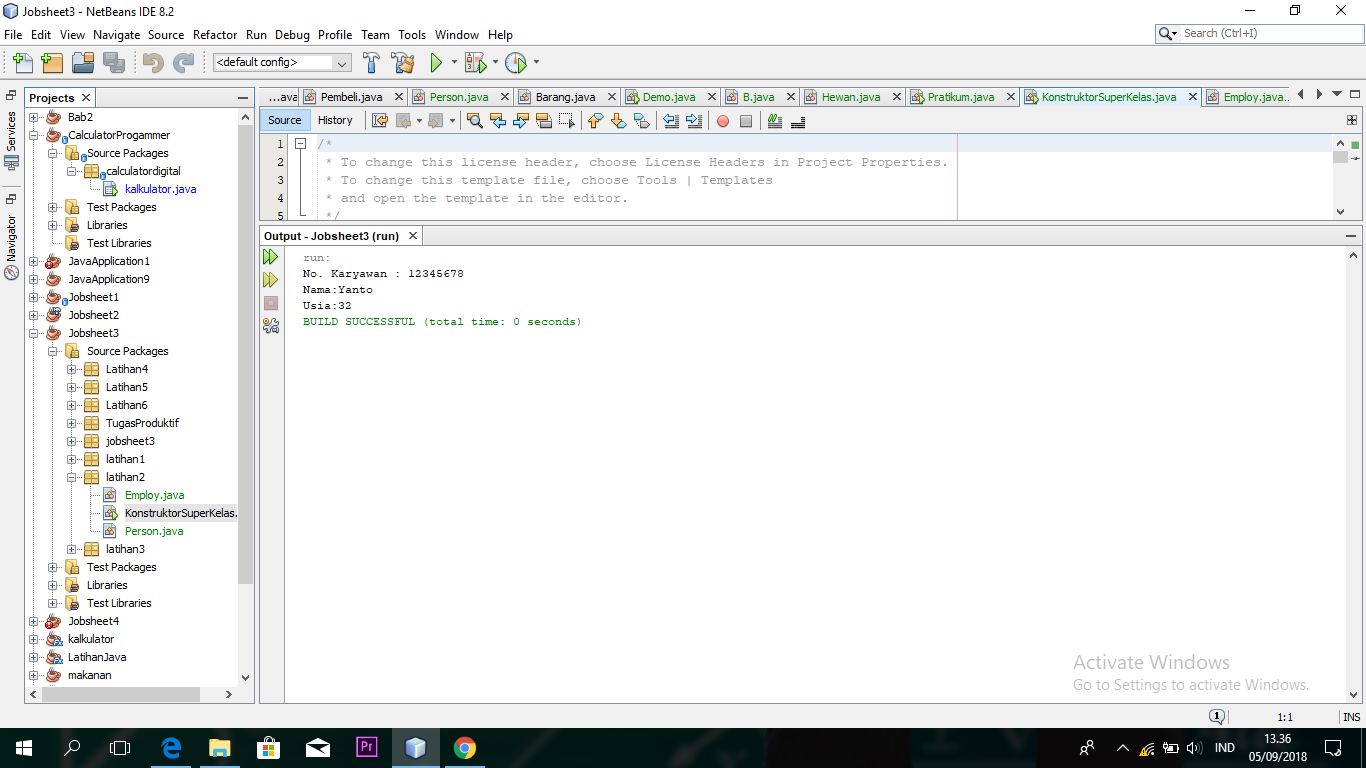 Jobsheet3 - NetBeans IDE 8.2
File Edit View Navigate Source Refactor Run Debug Profile Team Tools Window Help
Search (Ctrl+I)
<default config>
Services
Navigator
Projects
Bab2
CalculatorProgammer
Source Packages
calculatordigital
kalkulator.java
Test Packages
Libraries
Test Libraries
JavaApplication1
JavaApplication9
Jobsheet1
Jobsheet2
Jobsheet3
Source Packages
Latihan4
Latihan5
Latihan6
TugasProduktif
jobsheet3
latihan1
latihan2
Employ.java
KonstruktorSuperKelas.
Person.java
latihan3
Test Packages
Libraries
Test Libraries
Jobsheet4
kalkulator
LatihanJava
makanan
...ava Pembeli.java Person.java Barang.java Demo.java B.java Hewan.java Pratikum.java KonstruktorSuperKelas.java Employ.java..
Source History
1 /*
2 * To change this license header, choose License Headers in Project Properties.
3 * To change this template file, choose Tools | Templates
4 * and open the template in the editor.
5 */
Output - Jobsheet3 (run)
run:
No. Karyawan : 12345678
Nama:Yanto
Usia:32
BUILD SUCCESSFUL (total time: 0 seconds)
Activate Windows
Go to Settings to activate Windows.
1 1:1 INS
Pr
IND
13.36
05/09/2018